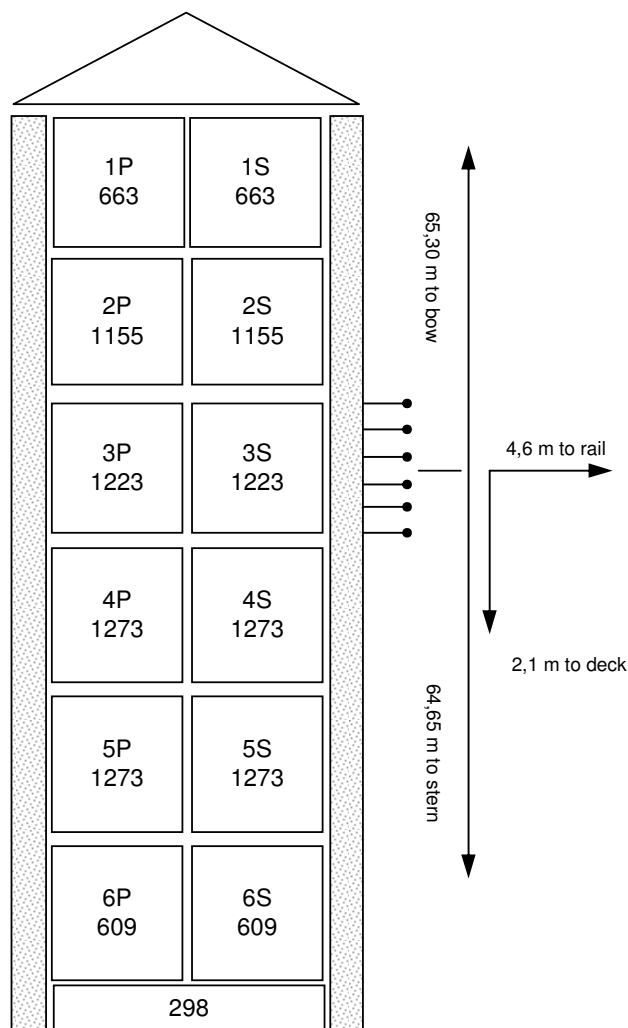 1P
663
1S
663
2P
1155
2S
1155
3P
1223
3S
1223
4P
1273
4S
1273
5P
1273
5S
1273
6P
609
6S
609
298
65,30 m to bow
4,6 m to rail
2,1 m to deck
64,65 m to stern